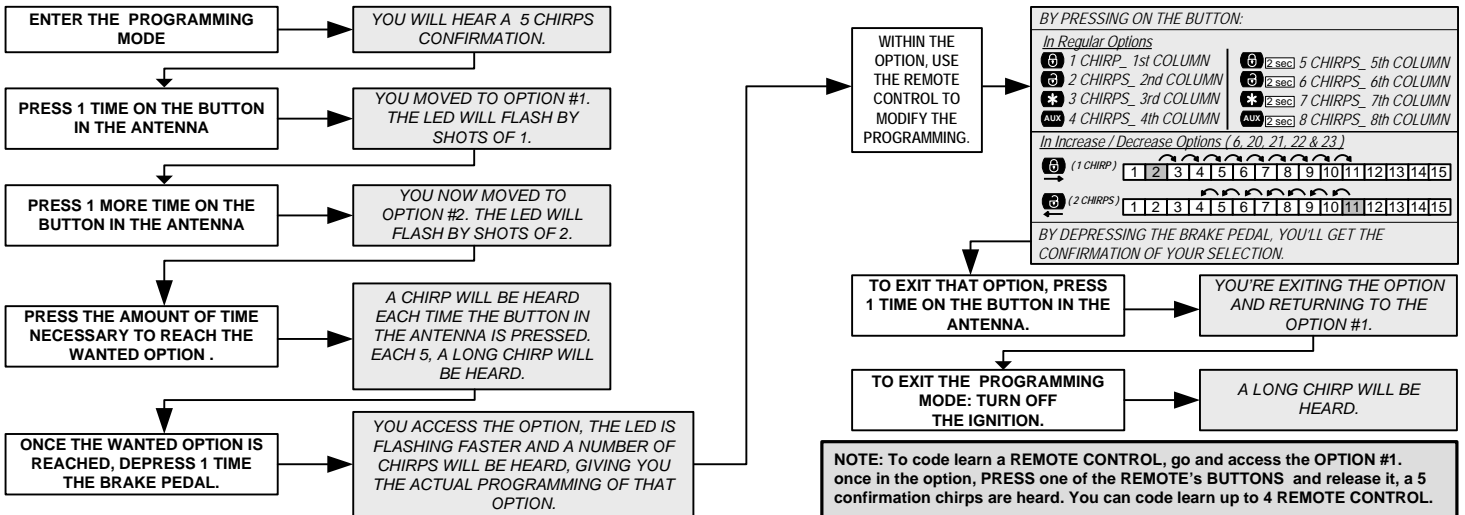 ENTER THE PROGRAMMING
MODE
YOU WILL HEAR A 5 CHIRPS
CONFIRMATION.
PRESS 1 TIME ON THE BUTTON
IN THE ANTENNA
YOU MOVED TO OPTION #1.
THE LED WILL FLASH BY
SHOTS OF 1.
PRESS 1 MORE TIME ON THE
BUTTON IN THE ANTENNA
YOU NOW MOVED TO
OPTION #2. THE LED WILL
FLASH BY SHOTS OF 2.
PRESS THE AMOUNT OF TIME
NECESSARY TO REACH THE
WANTED OPTION .
A CHIRP WILL BE HEARD
EACH TIME THE BUTTON IN
THE ANTENNA IS PRESSED.
EACH 5, A LONG CHIRP WILL
BE HEARD.
ONCE THE WANTED OPTION IS
REACHED, DEPRESS 1 TIME
THE BRAKE PEDAL.
YOU ACCESS THE OPTION, THE LED IS
FLASHING FASTER AND A NUMBER OF
CHIRPS WILL BE HEARD, GIVING YOU
THE ACTUAL PROGRAMMING OF THAT
OPTION.
WITHIN THE
OPTION, USE
THE REMOTE
CONTROL TO
MODIFY THE
PROGRAMMING.
BY PRESSING ON THE BUTTON:
In Regular Options
1 CHIRP_ 1st COLUMN
2 CHIRPS_ 2nd COLUMN
3 CHIRPS_ 3rd COLUMN
AUX 4 CHIRPS_ 4th COLUMN
2 sec 5 CHIRPS_ 5th COLUMN
2 sec 6 CHIRPS_ 6th COLUMN
2 sec 7 CHIRPS_ 7th COLUMN
AUX 2 sec 8 CHIRPS_ 8th COLUMN
In Increase / Decrease Options ( 6, 20, 21, 22 & 23 )
(1 CHIRP) 1 2 3 4 5 6 7 8 9 10 11 12 13 14 15
(2 CHIRPS) 1 2 3 4 5 6 7 8 9 10 11 12 13 14 15
BY DEPRESSING THE BRAKE PEDAL, YOU'LL GET THE
CONFIRMATION OF YOUR SELECTION.
TO EXIT THAT OPTION, PRESS
1 TIME ON THE BUTTON IN THE
ANTENNA.
YOU'RE EXITING THE OPTION
AND RETURNING TO THE
OPTION #1.
TO EXIT THE PROGRAMMING
MODE: TURN OFF
THE IGNITION.
A LONG CHIRP WILL BE
HEARD.
NOTE: To code learn a REMOTE CONTROL, go and access the OPTION #1.
once in the option, PRESS one of the REMOTE's BUTTONS and release it, a 5
confirmation chirps are heard. You can code learn up to 4 REMOTE CONTROL.